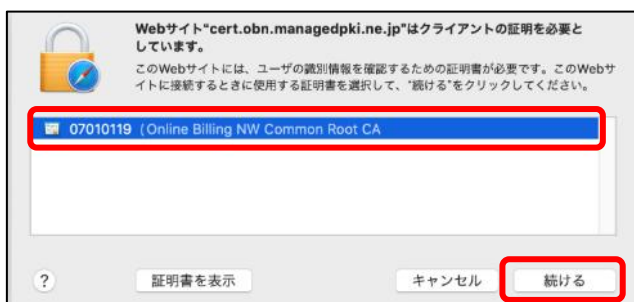 Webサイト"cert.obn.managedpki.ne.jp"はクライアントの証明を必要と
しています。
このWebサイトには、ユーザの識別情報を確認するための証明書が必要です。このWebサ
イトに接続するときに使用する証明書を選択して、"続ける"をクリックしてください。
07010119 (Online Billing NW Common Root CA
? 証明書を表示 キャンセル 続ける